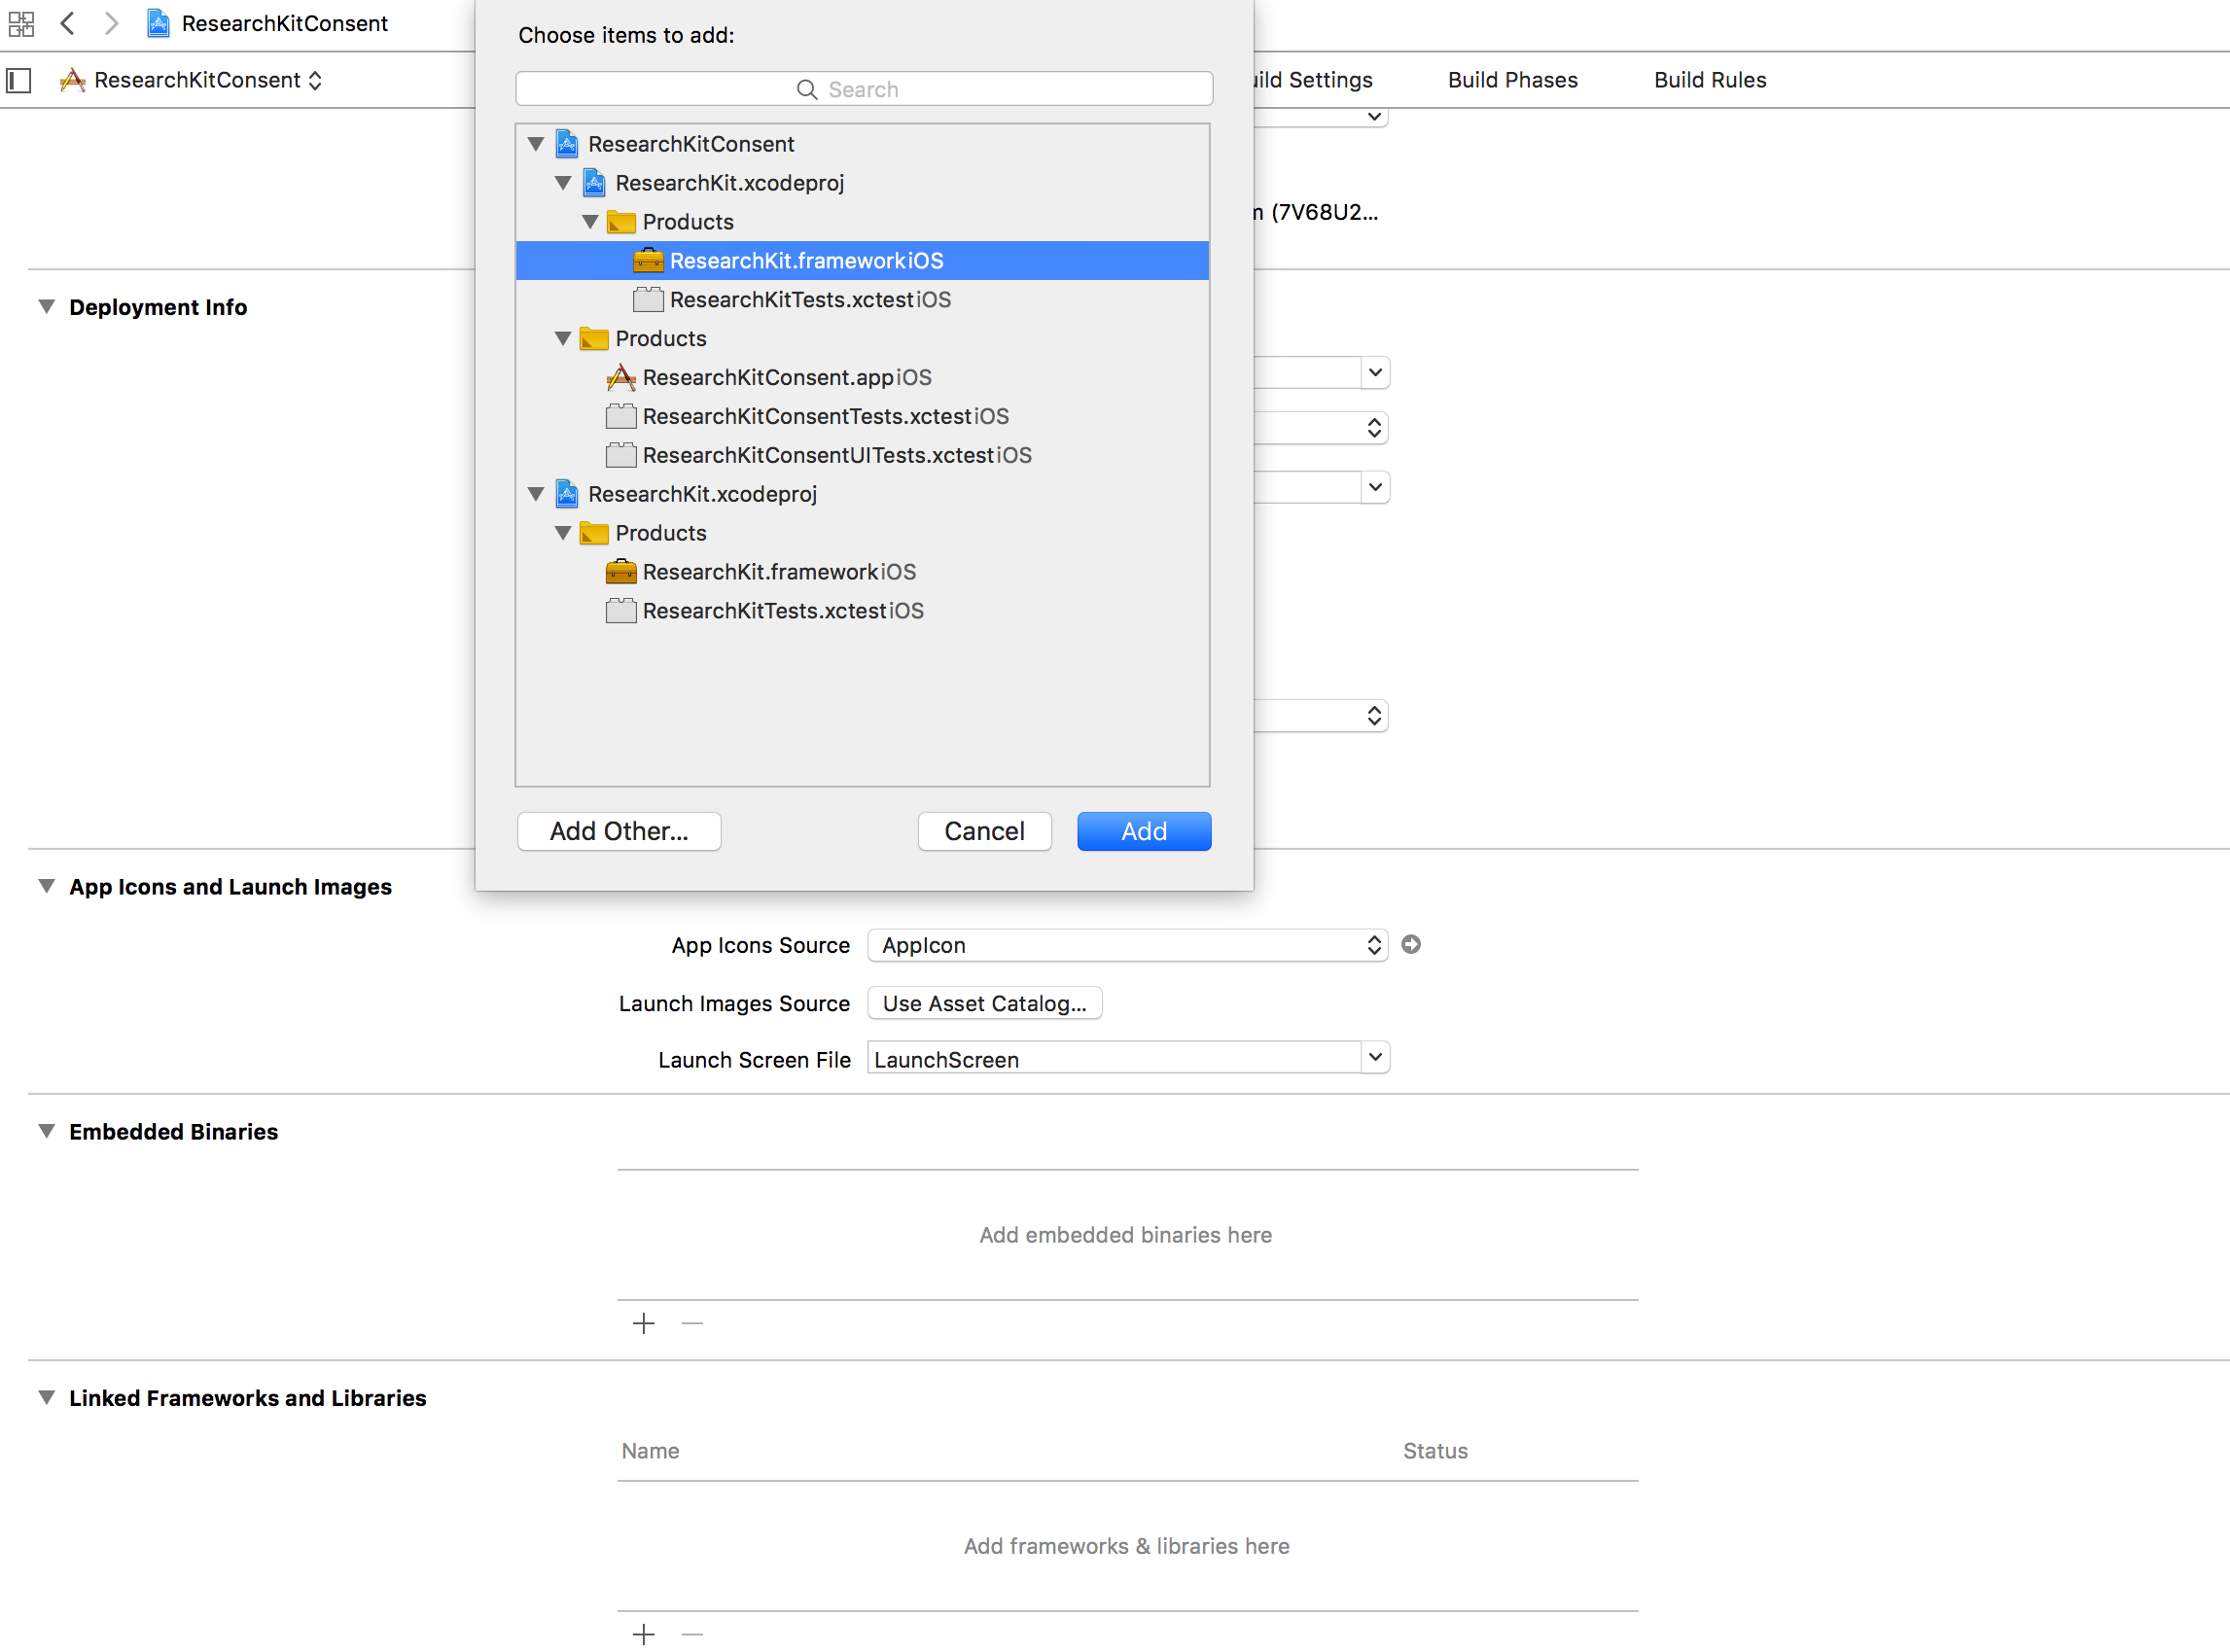 ResearchKitConsent
Choose items to add:
ResearchKitConsent
Search
ild Settings
Build Phases
Build Rules
ResearchKitConsent
ResearchKit.xcodeproj
Products
(7V68U2...
ResearchKit.framework iOS
ResearchKitTests.xctest iOS
Deployment Info
Products
ResearchKitConsent.app iOS
ResearchKitConsentTests.xctest iOS
ResearchKitConsentUITests.xctest iOS
ResearchKit.xcodeproj
Products
ResearchKit.framework iOS
ResearchKitTests.xctest iOS
Add Other...
Cancel
Add
App Icons and Launch Images
App Icons Source
AppIcon
Launch Images Source
Use Asset Catalog...
Launch Screen File
LaunchScreen
Embedded Binaries
Add embedded binaries here
Linked Frameworks and Libraries
Name
Status
Add frameworks & libraries here